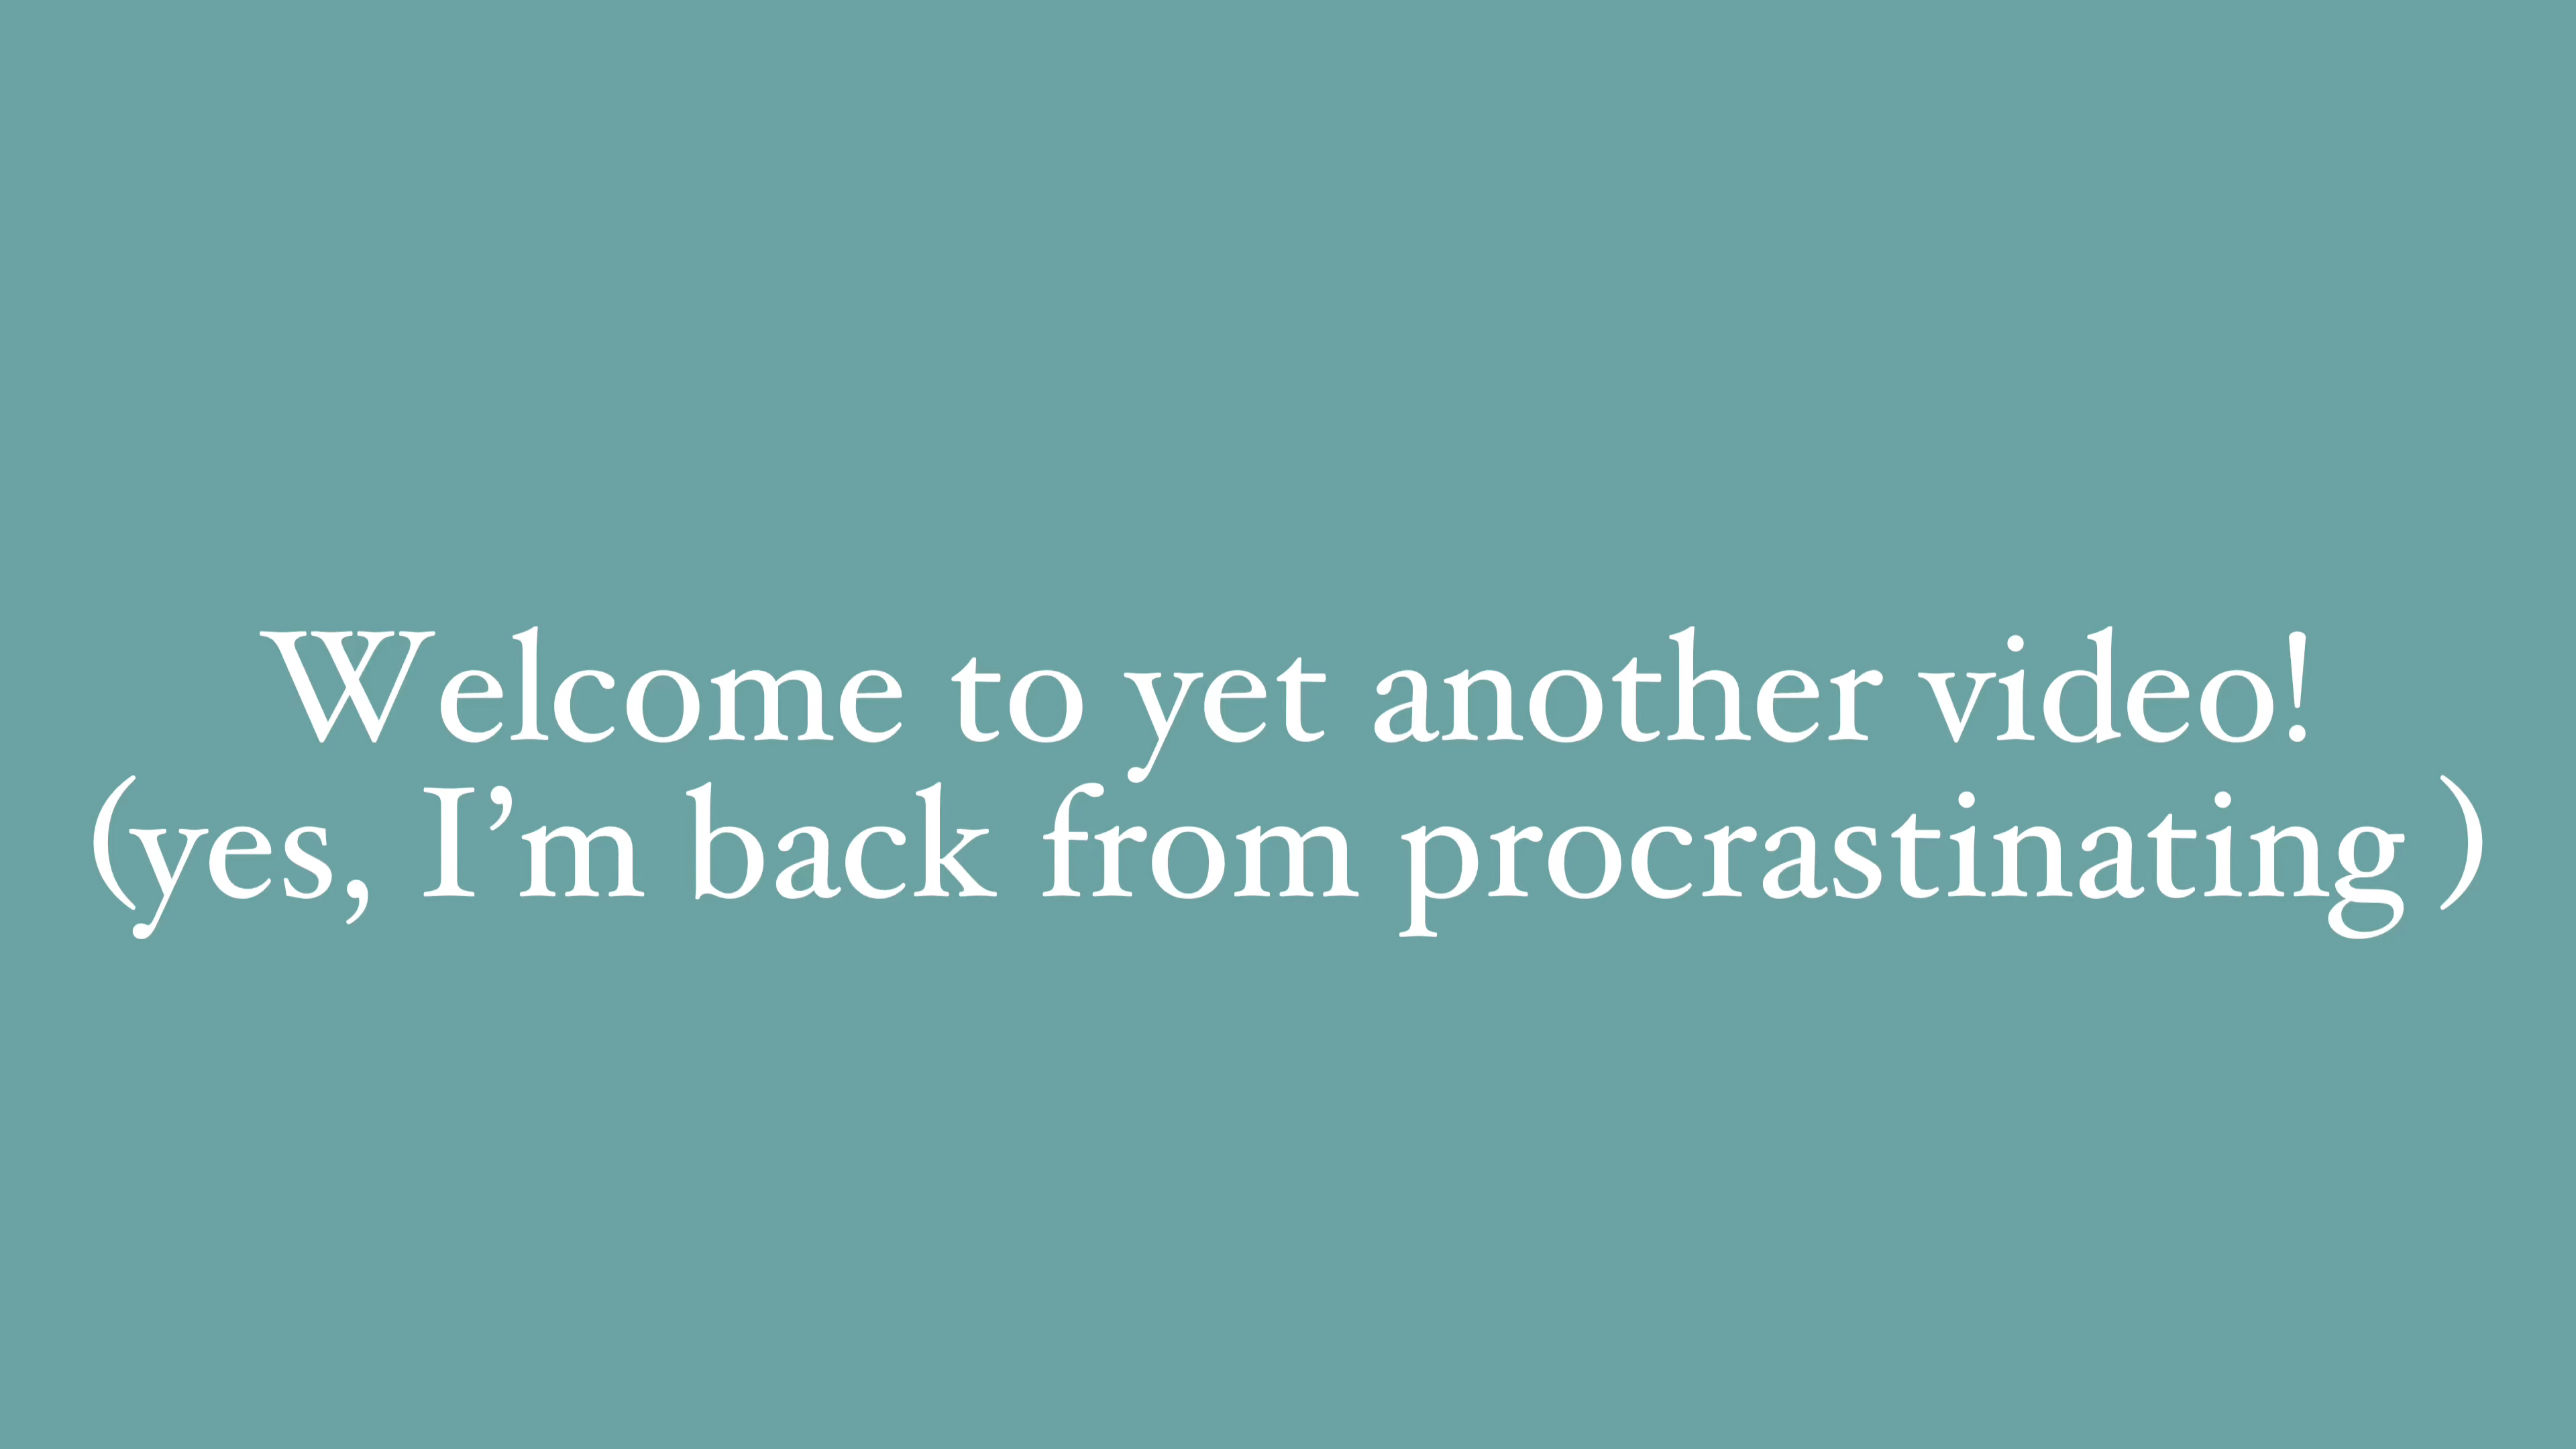 Welcome to yet another video!
(yes, I’m back from procrastinating )